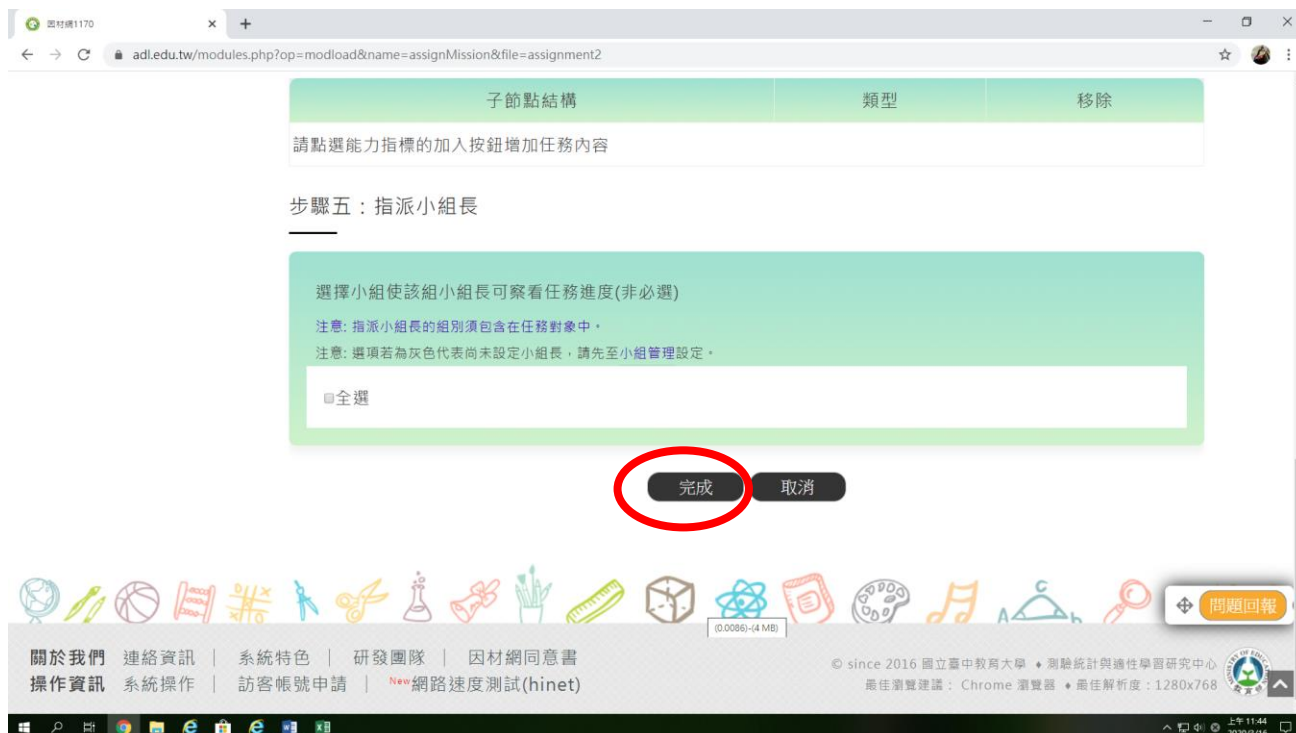 因材網1170
adl.edu.tw/modules.php?op=modload&name=assignMission&file=assignment2
子節點結構 類型 移除
請點選能力指標的加入按鈕增加任務內容
步驟五：指派小組長
選擇小組使該組小組長可察看任務進度(非必選)
注意: 指派小組長的組別須包含在任務對象中。
注意: 選項若為灰色代表尚未設定小組長，請先至小組管理設定。
全選
完成 取消
問題回報
(0.0086)-(4 MB)
關於我們 連絡資訊 | 系統特色 | 研發團隊 | 因材網同意書
操作資訊 系統操作 | 訪客帳號申請 | New網路速度測試(hinet)
© since 2016 國立臺中教育大學 ♦ 測驗統計與適性學習研究中心
最佳瀏覽建議： Chrome 瀏覽器 ♦ 最佳解析度：1280x768
上午 11:44